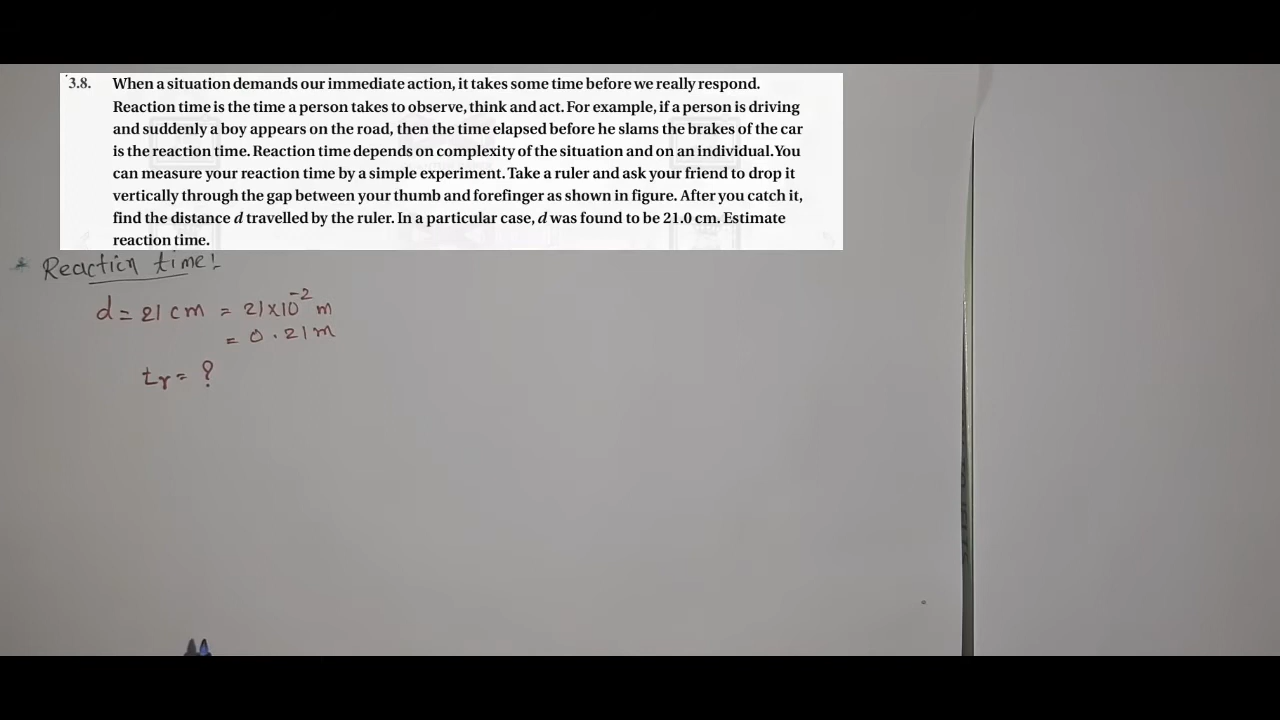 3.8. When a situation demands our immediate action, it takes some time before we really respond.
Reaction time is the time a person takes to observe, think and act. For example, if a person is driving
and suddenly a boy appears on the road, then the time elapsed before he slams the brakes of the car
is the reaction time. Reaction time depends on complexity of the situation and on an individual. You
can measure your reaction time by a simple experiment. Take a ruler and ask your friend to drop it
vertically through the gap between your thumb and forefinger as shown in figure. After you catch it,
find the distance d travelled by the ruler. In a particular case, d was found to be 21.0 cm. Estimate
reaction time.
* Reaction time!
d = 21 cm = 21×10⁻² m
= 0.21 m
tᵣ = ?